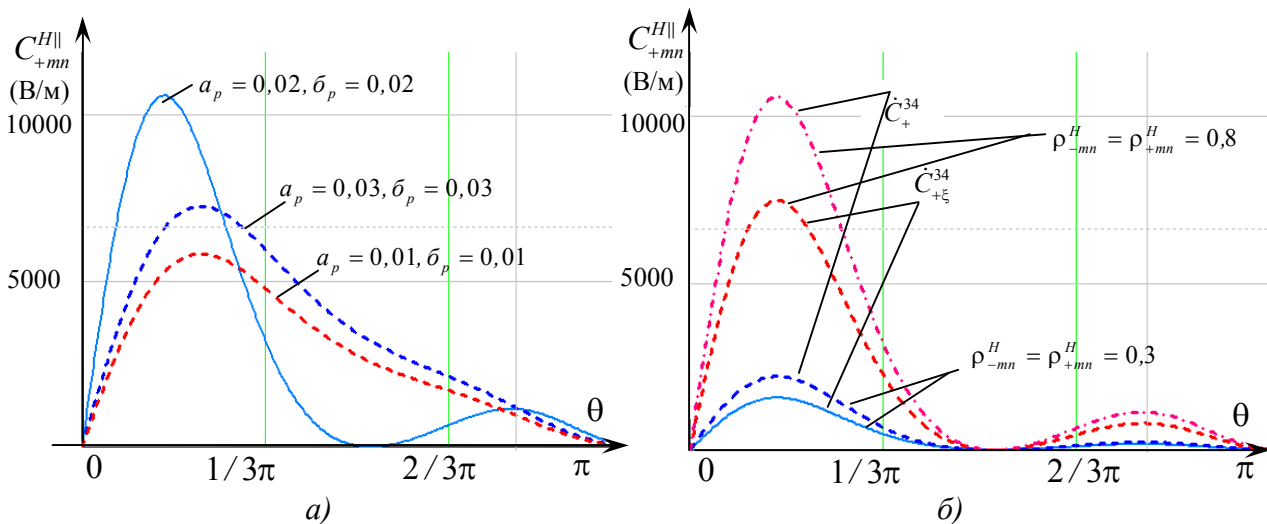 C₊ₘₙ^{H||}
(В/м)
10000
5000
a_p = 0,02, б_p = 0,02
a_p = 0,03, б_p = 0,03
a_p = 0,01, б_p = 0,01
θ
0
1/3π
2/3π
π
а)
C₊ₘₙ^{H||}
(В/м)
10000
5000
Ċ₊³⁴
ρ₋ₘₙ^H = ρ₊ₘₙ^H = 0,8
Ċ_{+ξ}³⁴
ρ₋ₘₙ^H = ρ₊ₘₙ^H = 0,3
θ
0
1/3π
2/3π
π
б)